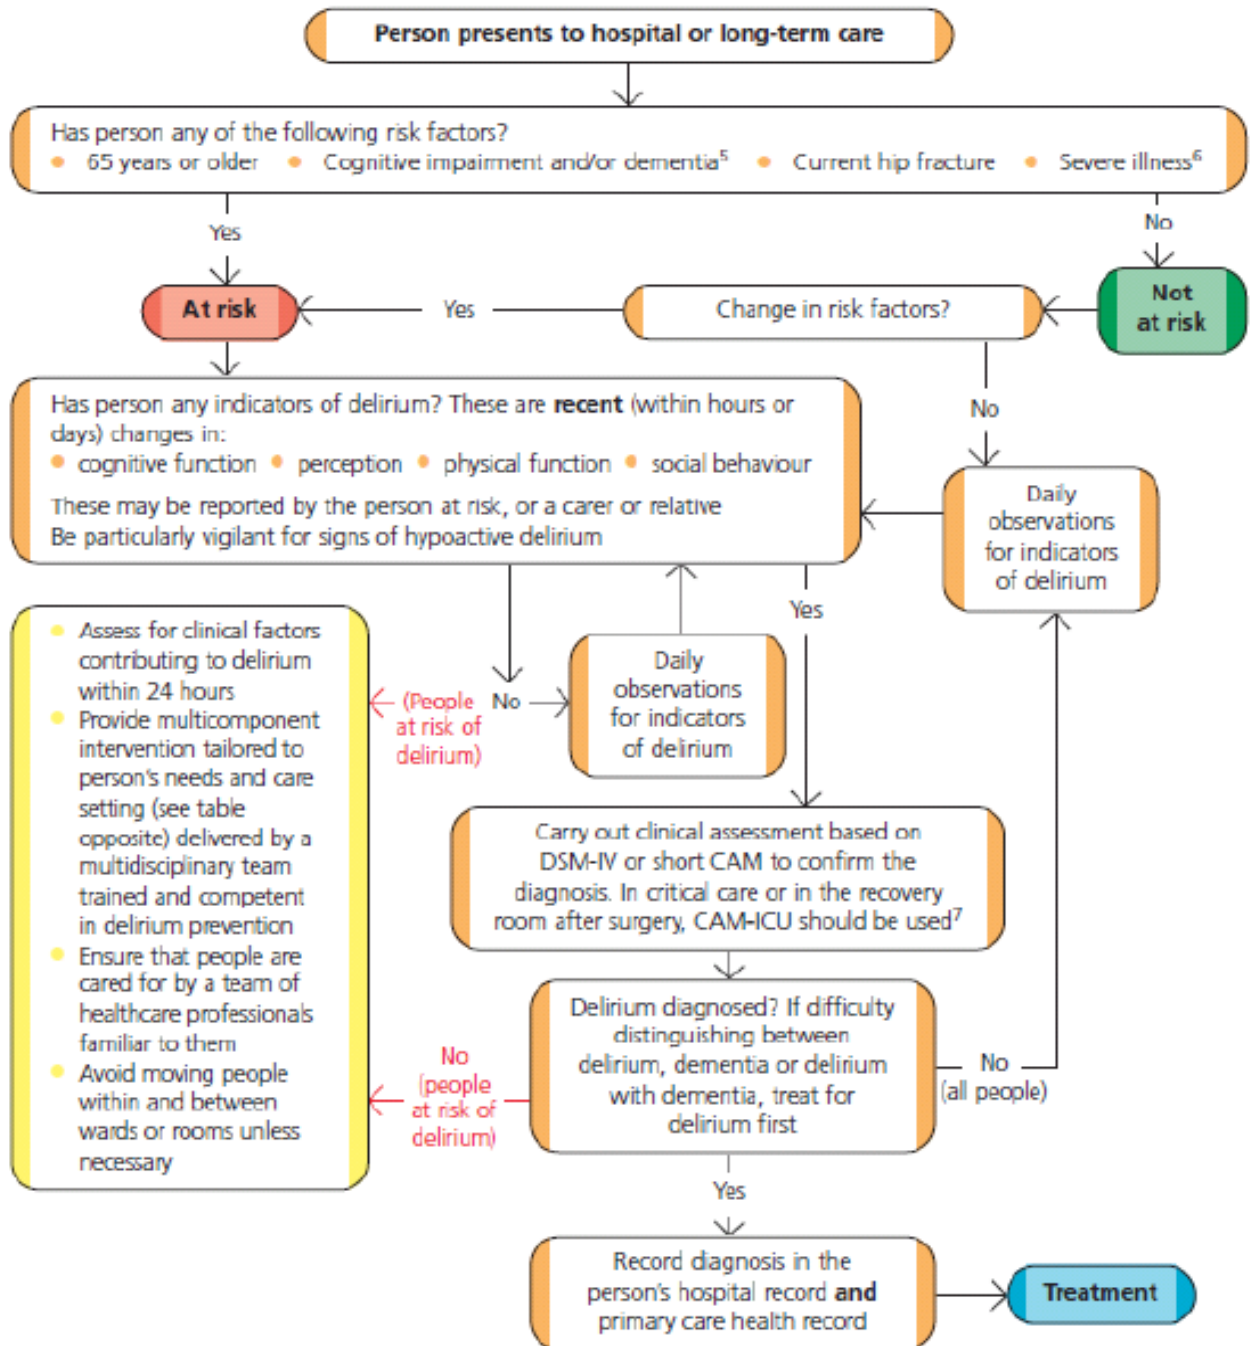 Person presents to hospital or long-term care
Has person any of the following risk factors?
• 65 years or older • Cognitive impairment and/or dementia⁵ • Current hip fracture • Severe illness⁶
Yes
No
At risk
Yes
Change in risk factors?
Not
at risk
No
Has person any indicators of delirium? These are recent (within hours or
days) changes in:
• cognitive function • perception • physical function • social behaviour
These may be reported by the person at risk, or a carer or relative
Be particularly vigilant for signs of hypoactive delirium
Daily
observations
for indicators
of delirium
Yes
• Assess for clinical factors
contributing to delirium
within 24 hours
• Provide multicomponent
intervention tailored to
person's needs and care
setting (see table
opposite) delivered by a
multidisciplinary team
trained and competent
in delirium prevention
• Ensure that people are
cared for by a team of
healthcare professionals
familiar to them
• Avoid moving people
within and between
wards or rooms unless
necessary
(People
at risk of
delirium)
No
Daily
observations
for indicators
of delirium
Carry out clinical assessment based on
DSM-IV or short CAM to confirm the
diagnosis. In critical care or in the recovery
room after surgery, CAM-ICU should be used⁷
Delirium diagnosed? If difficulty
distinguishing between
delirium, dementia or delirium
with dementia, treat for
delirium first
No
(people
at risk of
delirium)
No
(all people)
Yes
Record diagnosis in the
person's hospital record and
primary care health record
Treatment